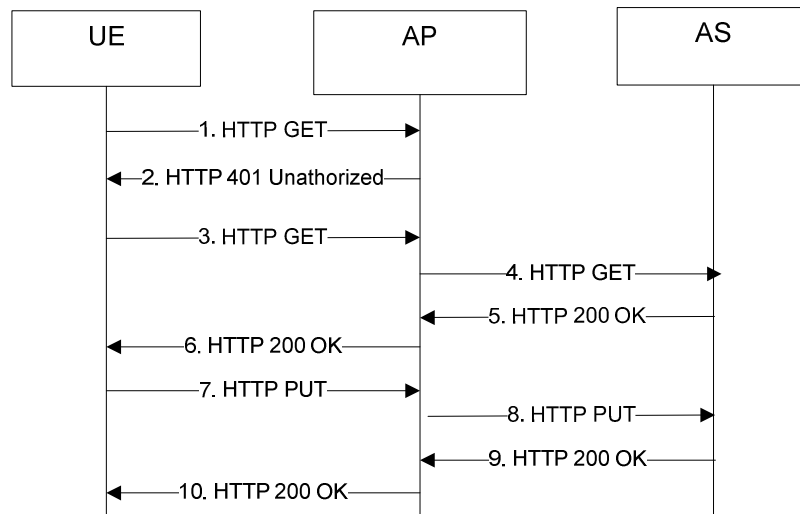 UE
AP
AS
1. HTTP GET
2. HTTP 401 Unathorized
3. HTTP GET
4. HTTP GET
5. HTTP 200 OK
6. HTTP 200 OK
7. HTTP PUT
8. HTTP PUT
9. HTTP 200 OK
10. HTTP 200 OK